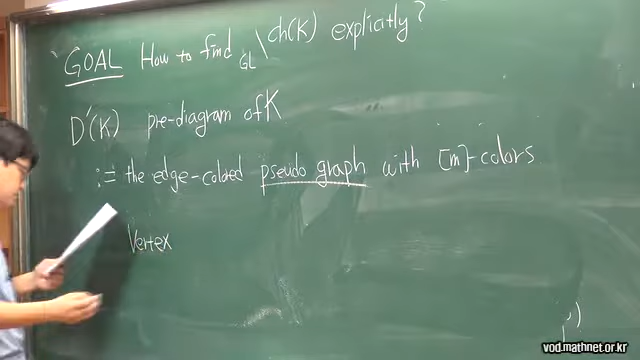 GOAL How to find GL\ch(K) explicitly?
D'(K) pre-diagram of K
:= the edge-colored pseudo graph with [m]-colors
Vertex
vod.mathnet.or.kr